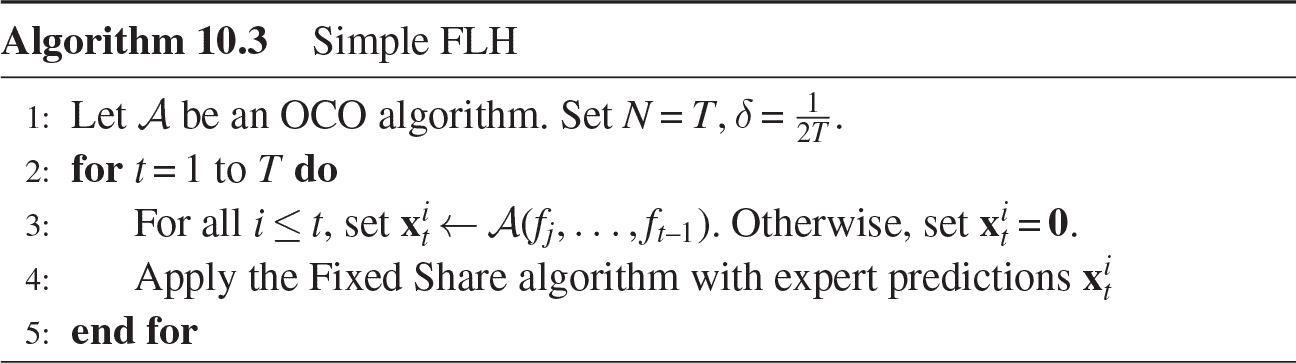 Algorithm 10.3 Simple FLH
1: Let 𝒜 be an OCO algorithm. Set N = T, δ = \frac{1}{2T}.
2: for t = 1 to T do
3: For all i ≤ t, set x_t^i ← 𝒜(f_j, . . . , f_{t–1}). Otherwise, set x_t^i = 0.
4: Apply the Fixed Share algorithm with expert predictions x_t^i
5: end for